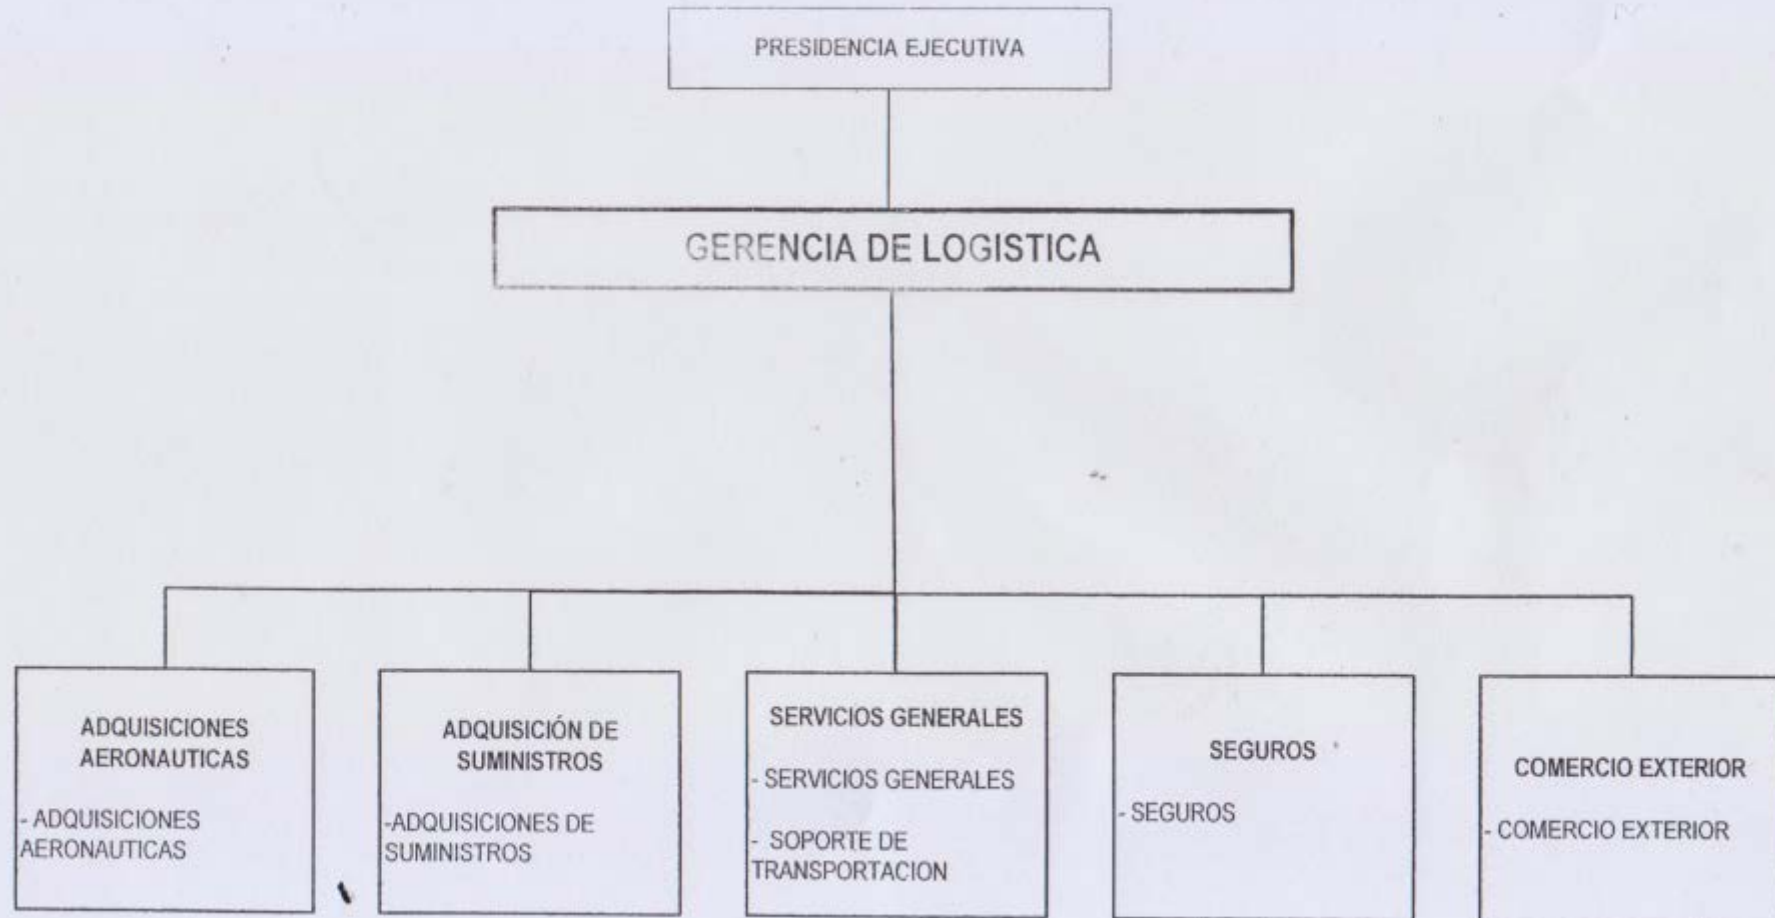 PRESIDENCIA EJECUTIVA
GERENCIA DE LOGISTICA
ADQUISICIONES
AERONAUTICAS
- ADQUISICIONES
AERONAUTICAS
ADQUISICIÓN DE
SUMINISTROS
-ADQUISICIONES DE
SUMINISTROS
SERVICIOS GENERALES
- SERVICIOS GENERALES
- SOPORTE DE
TRANSPORTACION
SEGUROS
- SEGUROS
COMERCIO EXTERIOR
- COMERCIO EXTERIOR